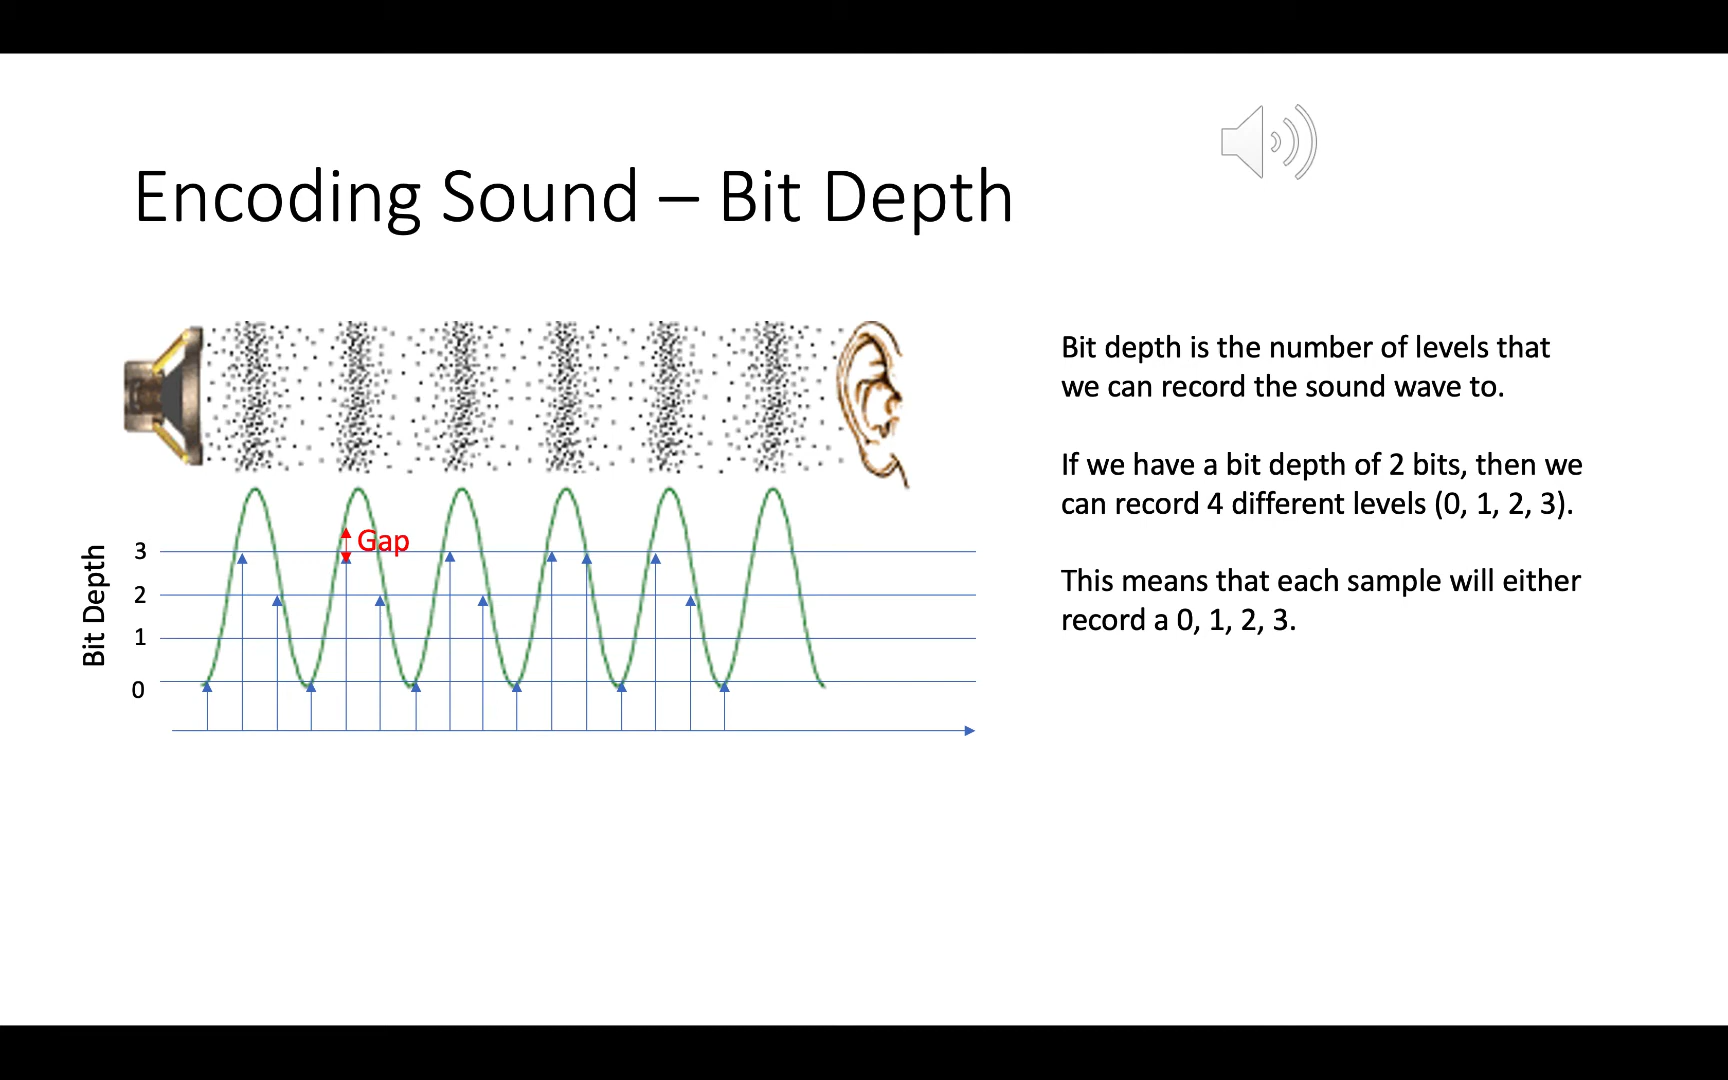 Encoding Sound – Bit Depth
Bit Depth
3
2
1
0
Gap
Bit depth is the number of levels that
we can record the sound wave to.
If we have a bit depth of 2 bits, then we
can record 4 different levels (0, 1, 2, 3).
This means that each sample will either
record a 0, 1, 2, 3.